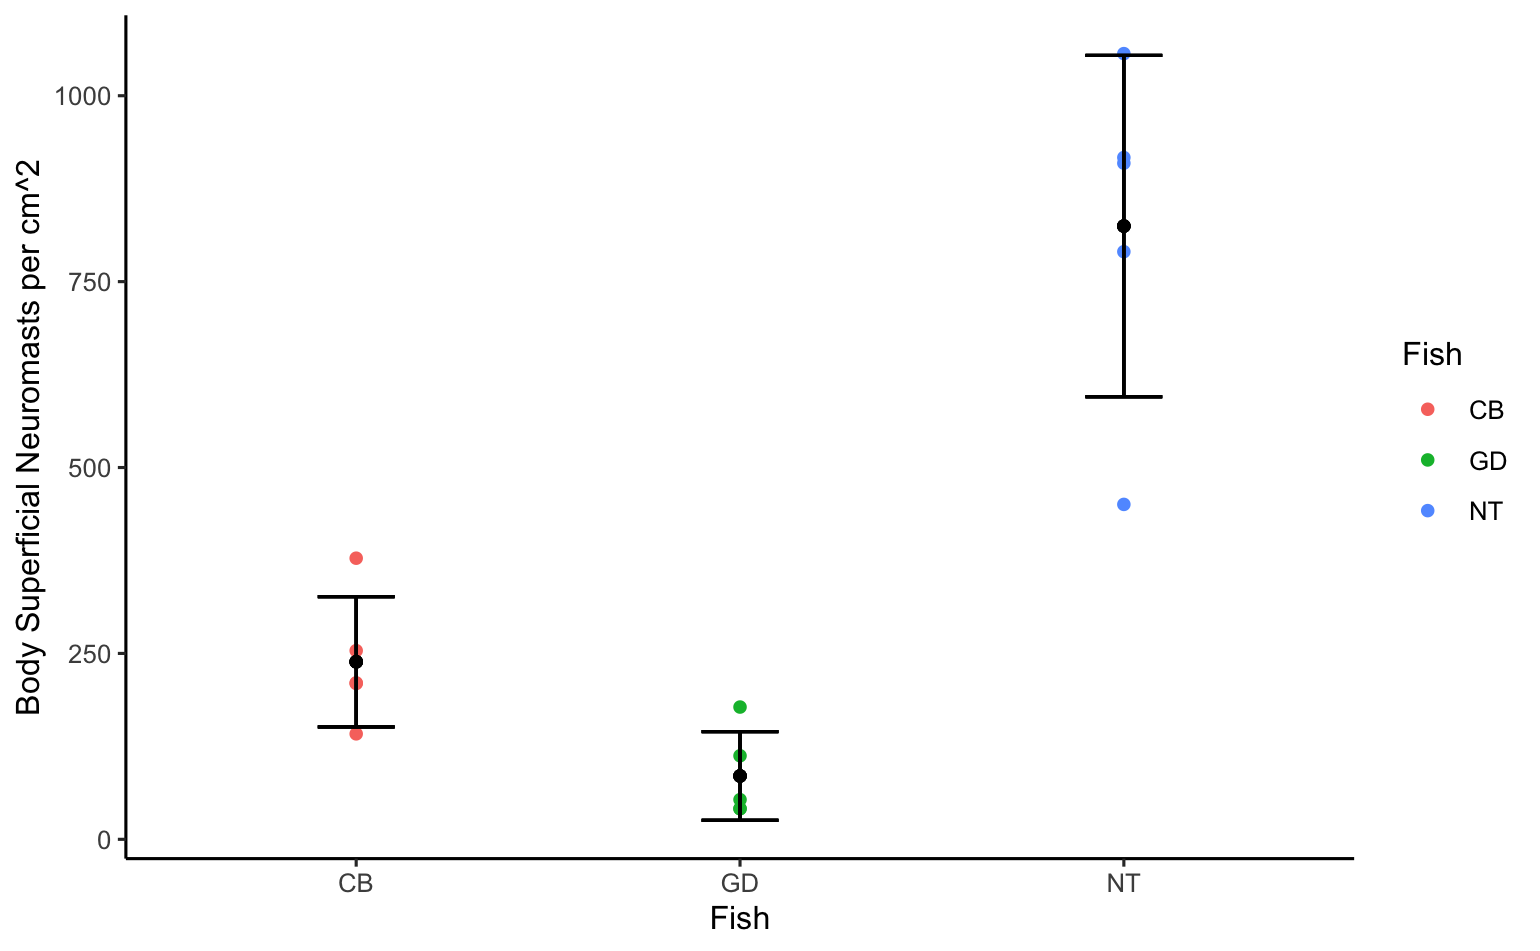 Body Superficial Neuromasts per cm^2
1000
750
500
250
0
CB
GD
NT
Fish
Fish
CB
GD
NT